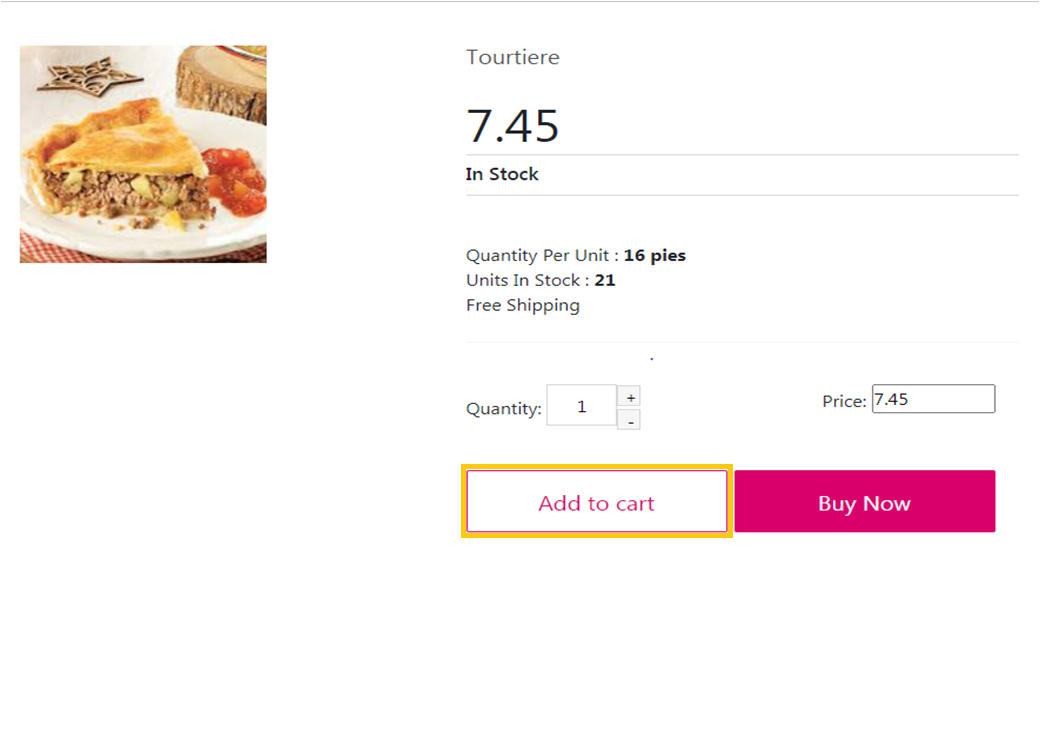 Tourtiere
7.45
In Stock
Quantity Per Unit : 16 pies
Units In Stock : 21
Free Shipping
Quantity: 1 + -
Price: 7.45
Add to cart
Buy Now